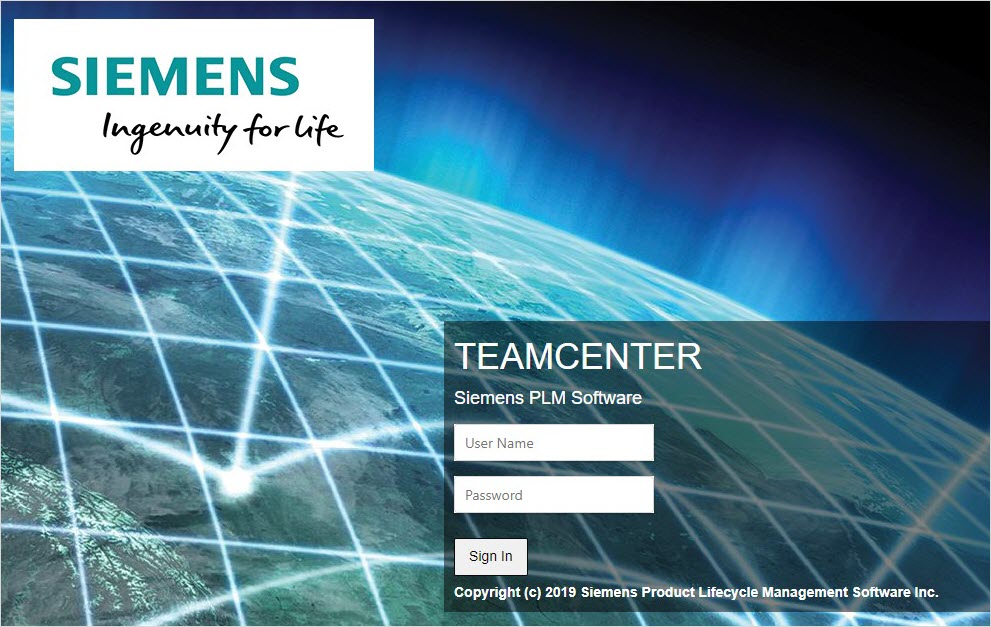 SIEMENS
Ingenuity for life
TEAMCENTER
Siemens PLM Software
User Name
Password
Sign In
Copyright (c) 2019 Siemens Product Lifecycle Management Software Inc.